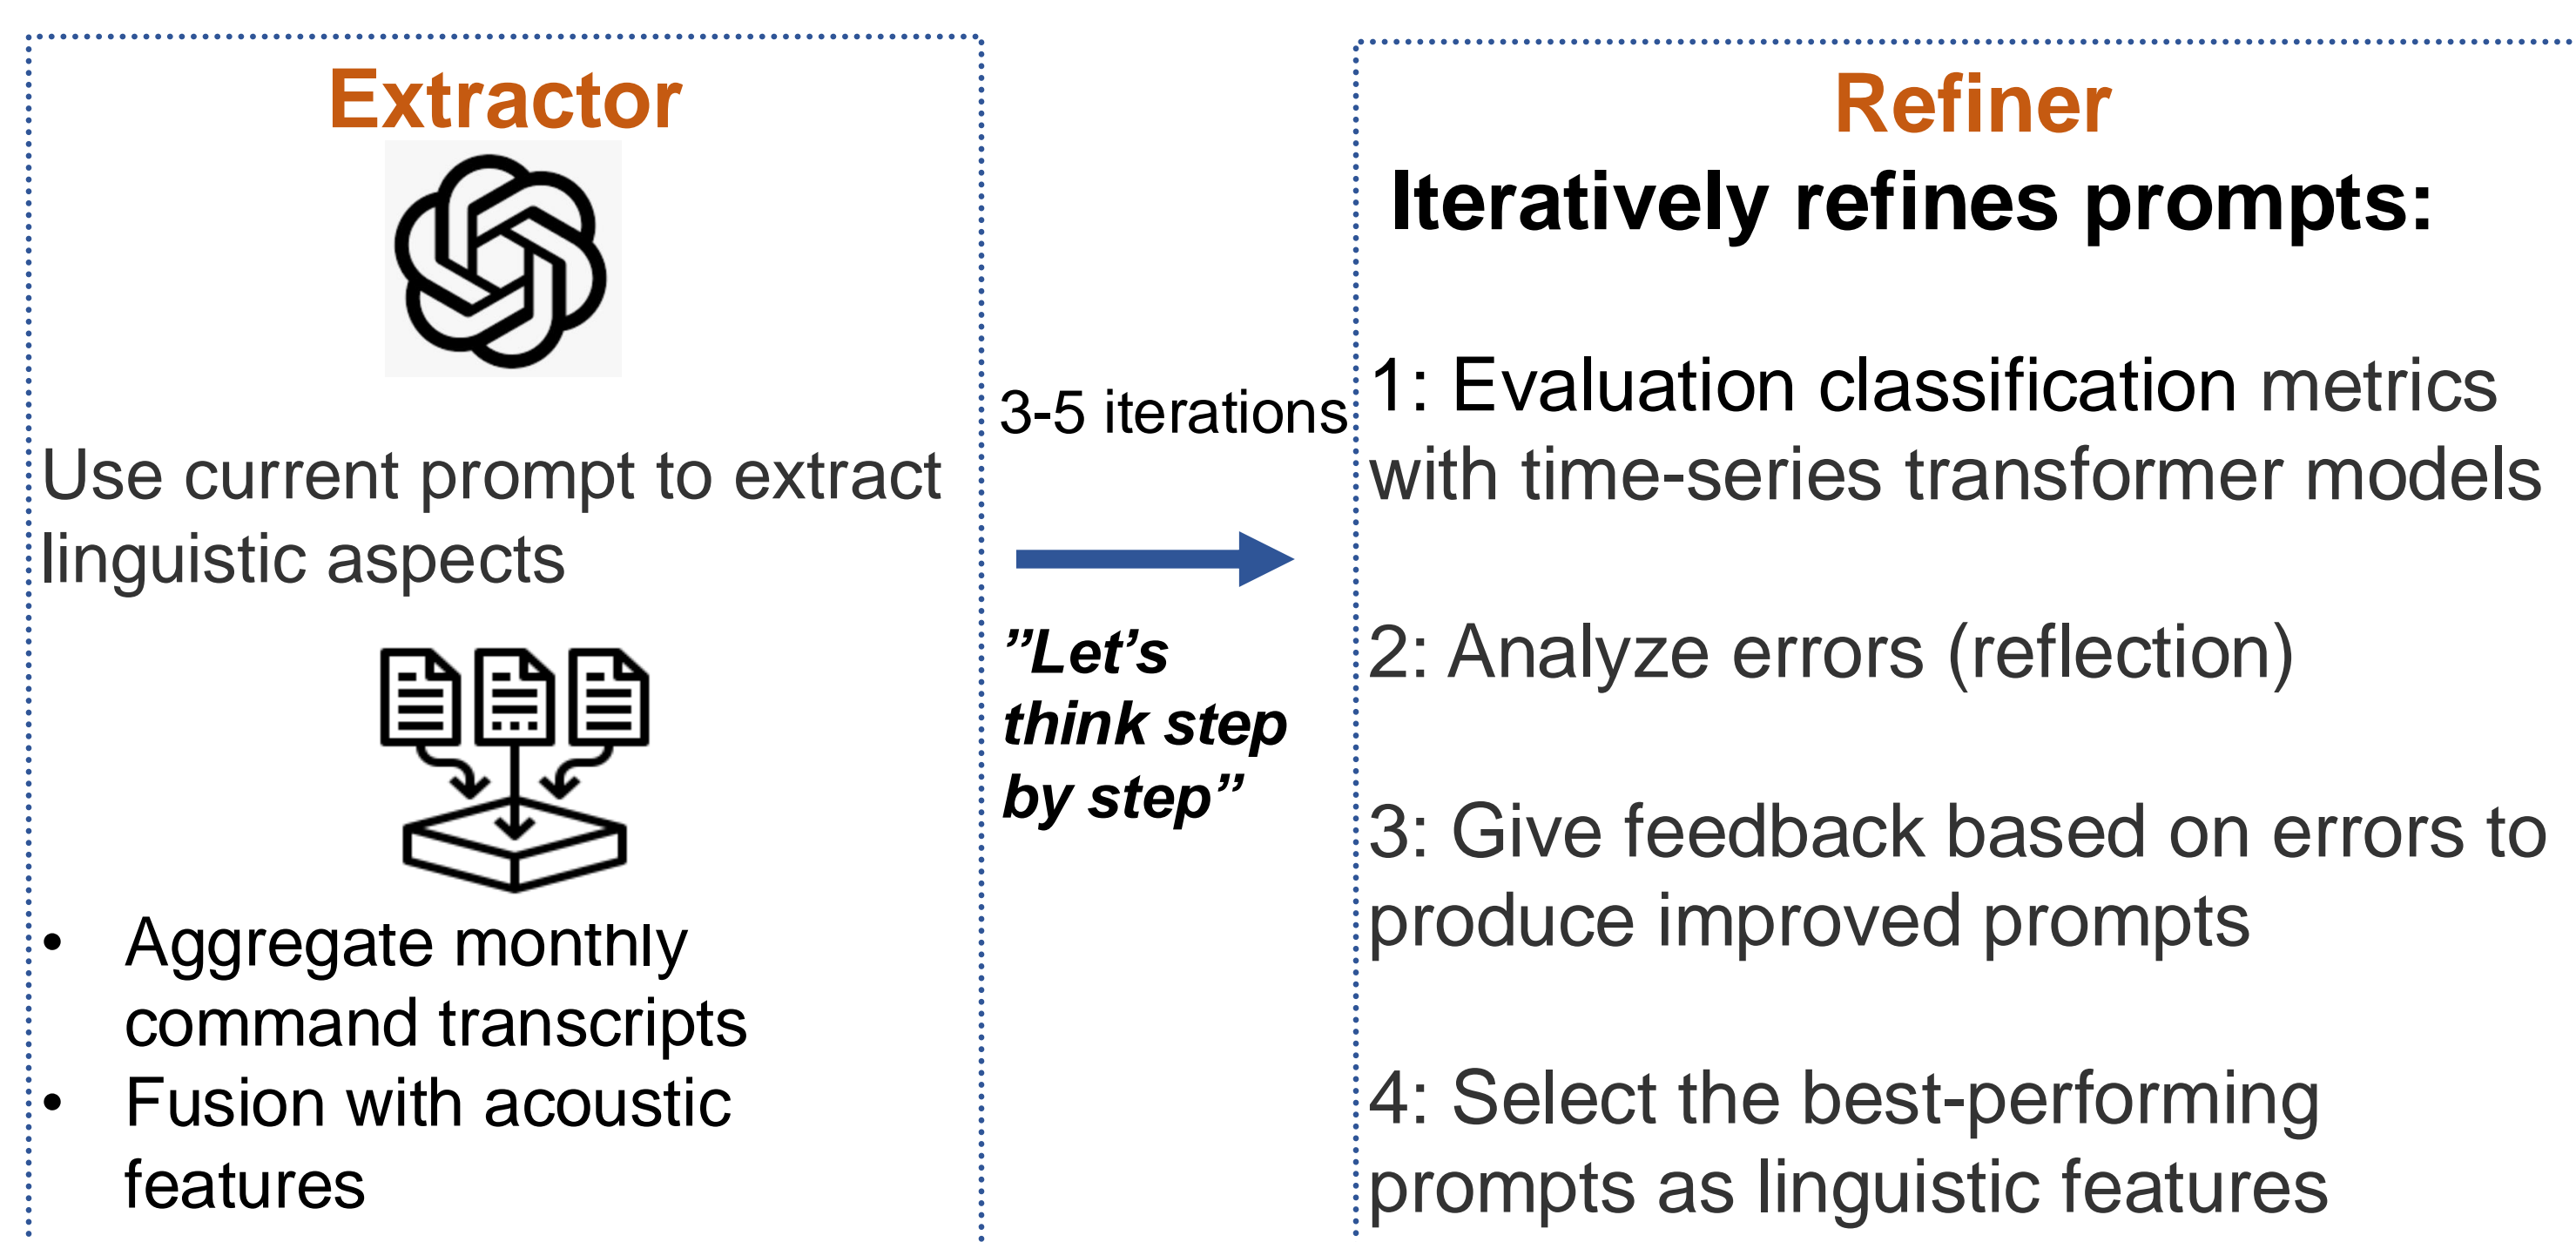 Extractor
Use current prompt to extract
linguistic aspects
• Aggregate monthly
command transcripts
• Fusion with acoustic
features
3-5 iterations
”Let’s
think step
by step”
Refiner
Iteratively refines prompts:
1: Evaluation classification metrics
with time-series transformer models
2: Analyze errors (reflection)
3: Give feedback based on errors to
produce improved prompts
4: Select the best-performing
prompts as linguistic features